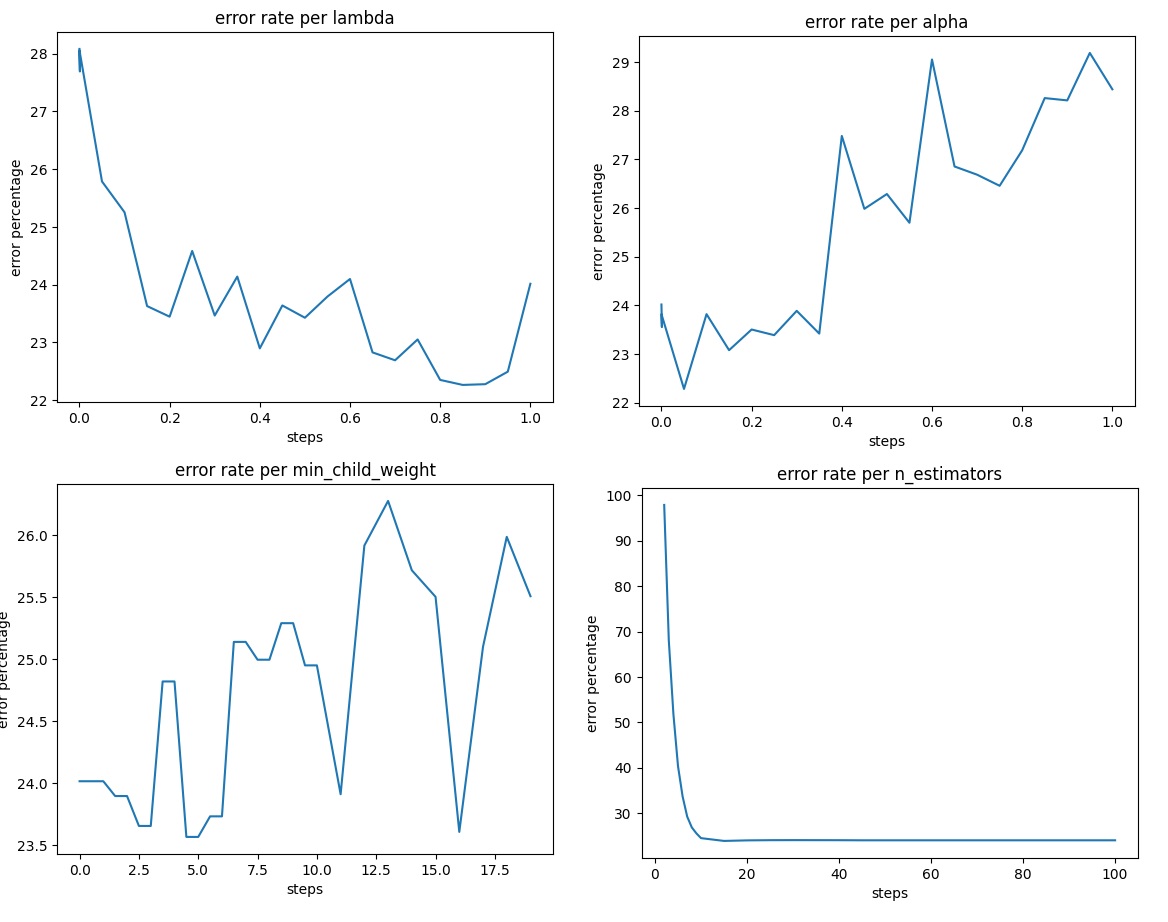 error rate per lambda
error percentage
28
27
26
25
24
23
22
0.0 0.2 0.4 0.6 0.8 1.0
steps
error rate per alpha
error percentage
29
28
27
26
25
24
23
22
0.0 0.2 0.4 0.6 0.8 1.0
steps
error rate per min_child_weight
error percentage
26.0
25.5
25.0
24.5
24.0
23.5
0.0 2.5 5.0 7.5 10.0 12.5 15.0 17.5
steps
error rate per n_estimators
error percentage
100
90
80
70
60
50
40
30
0 20 40 60 80 100
steps